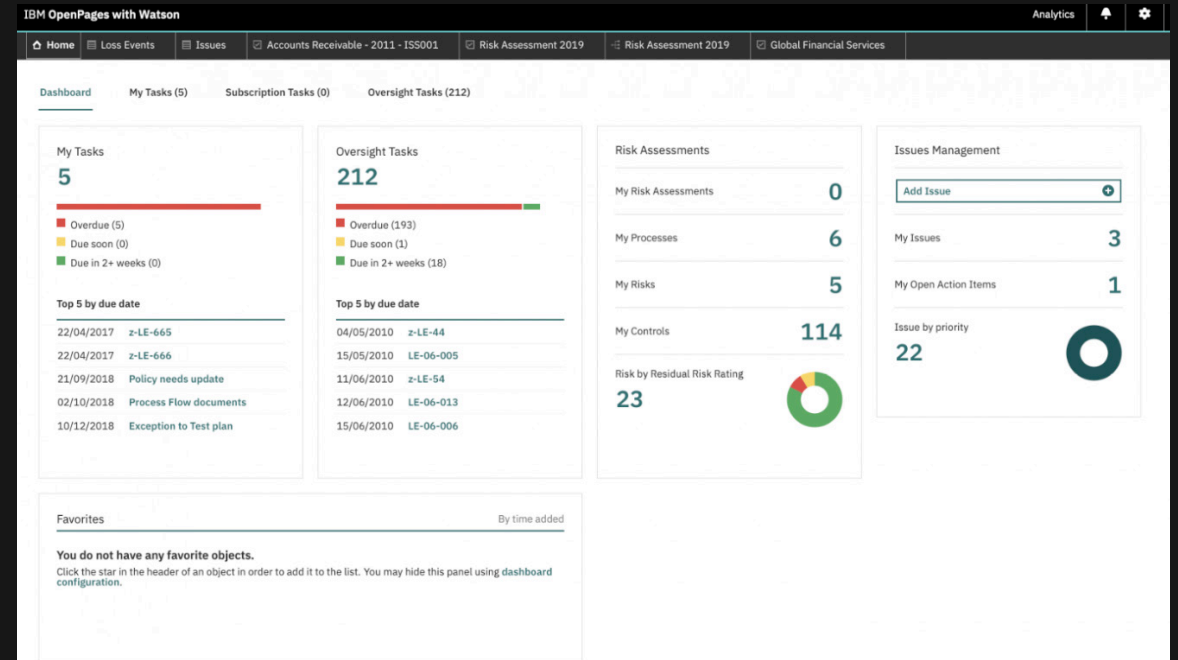 IBM OpenPages with Watson
Analytics
Home
Loss Events
Issues
Accounts Receivable - 2011 - ISS001
Risk Assessment 2019
Risk Assessment 2019
Global Financial Services
Dashboard
My Tasks (5)
Subscription Tasks (0)
Oversight Tasks (212)
My Tasks
5
Overdue (5)
Due soon (0)
Due in 2+ weeks (0)
Top 5 by due date
22/04/2017 z-LE-665
22/04/2017 z-LE-666
21/09/2018 Policy needs update
02/10/2018 Process Flow documents
10/12/2018 Exception to Test plan
Oversight Tasks
212
Overdue (193)
Due soon (1)
Due in 2+ weeks (18)
Top 5 by due date
04/05/2010 z-LE-44
15/05/2010 LE-06-005
11/06/2010 z-LE-54
12/06/2010 LE-06-013
15/06/2010 LE-06-006
Risk Assessments
My Risk Assessments 0
My Processes 6
My Risks 5
My Controls 114
Risk by Residual Risk Rating
23
Issues Management
Add Issue
My Issues 3
My Open Action Items 1
Issue by priority
22
Favorites
By time added
You do not have any favorite objects.
Click the star in the header of an object in order to add it to the list. You may hide this panel using dashboard
configuration.